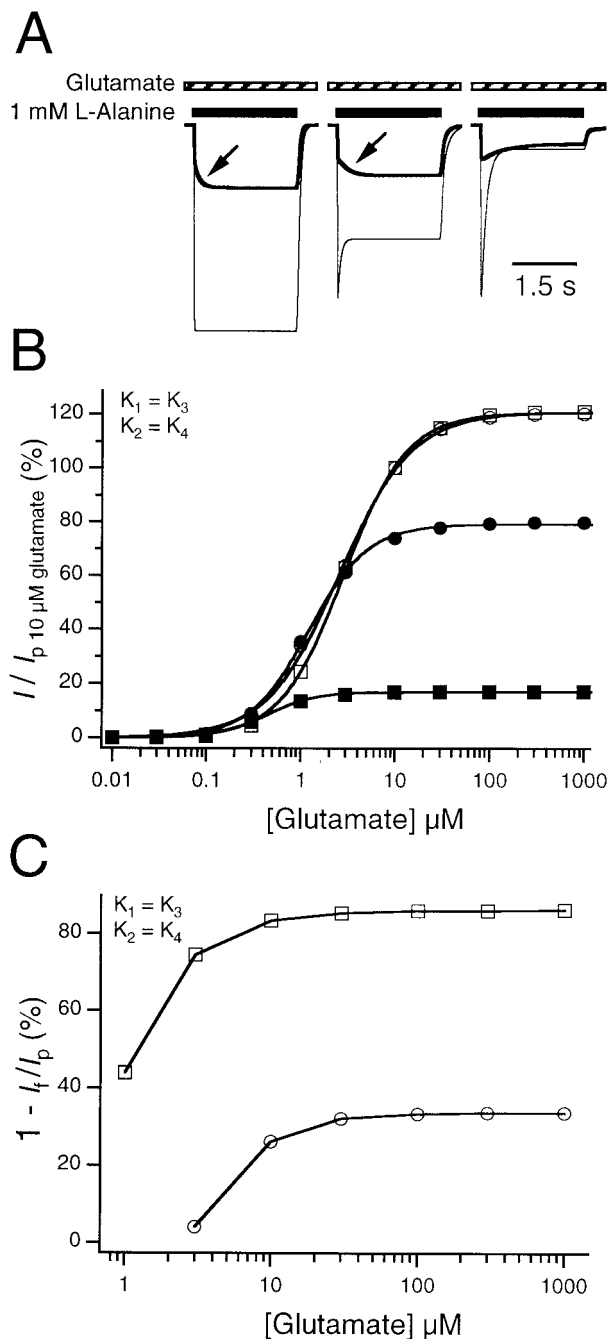 A
Glutamate
1 mM L-Alanine
1.5 s
B
K1 = K3
K2 = K4
120
100
80
60
40
20
0
I / Ip 10 µM glutamate (%)
0.01 0.1 1 10 100 1000
[Glutamate] µM
C
K1 = K3
K2 = K4
80
60
40
20
0
1 - If/Ip (%)
1 10 100 1000
[Glutamate] µM